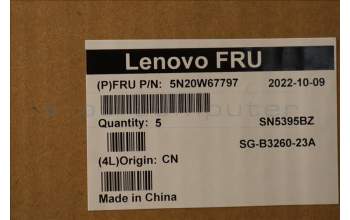 Lenovo FRU
(P)FRU P/N: 5N20W67797 2022-10-09
Quantity: 5 SN5395BZ
SG-B3260-23A
(4L)Origin: CN
Made in China